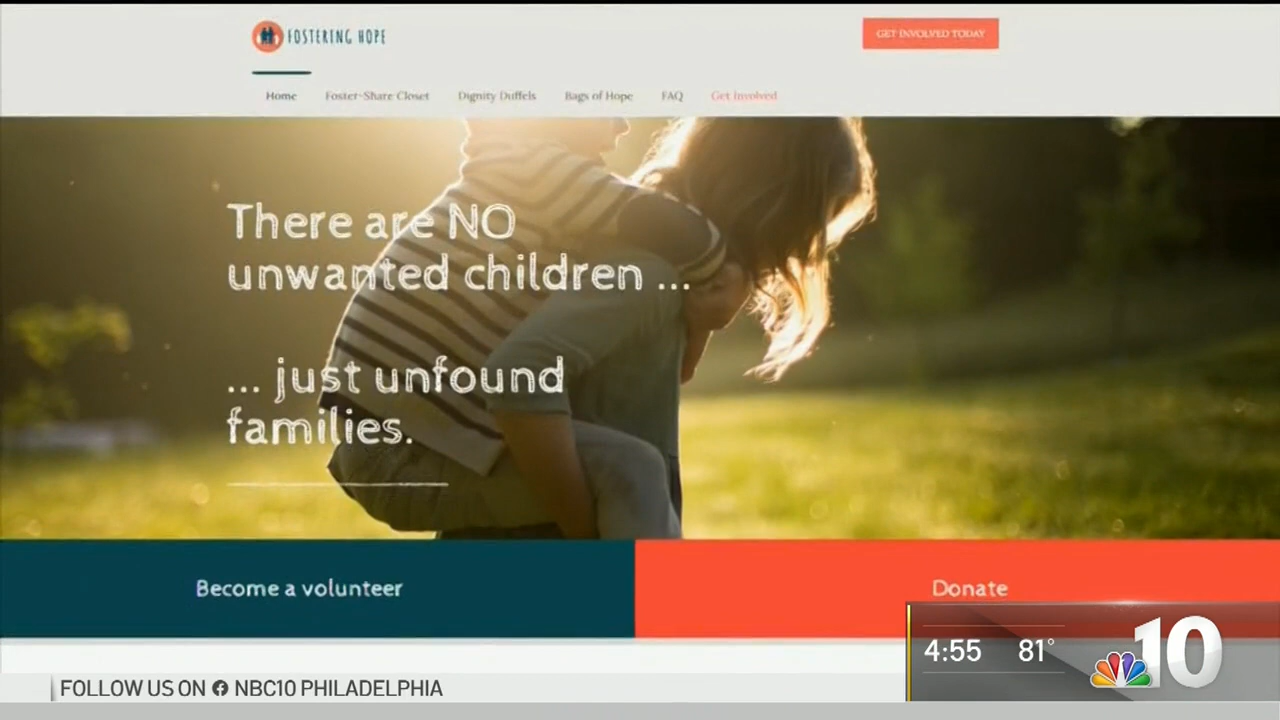 FOSTERING HOPE
GET INVOLVED TODAY
Home Foster-Share Closet Dignity Duffels Bags of Hope FAQ Get Involved
There are NO
unwanted children ...
... just unfound
families.
Become a volunteer
Donate
4:55 81° 10
FOLLOW US ON NBC10 PHILADELPHIA